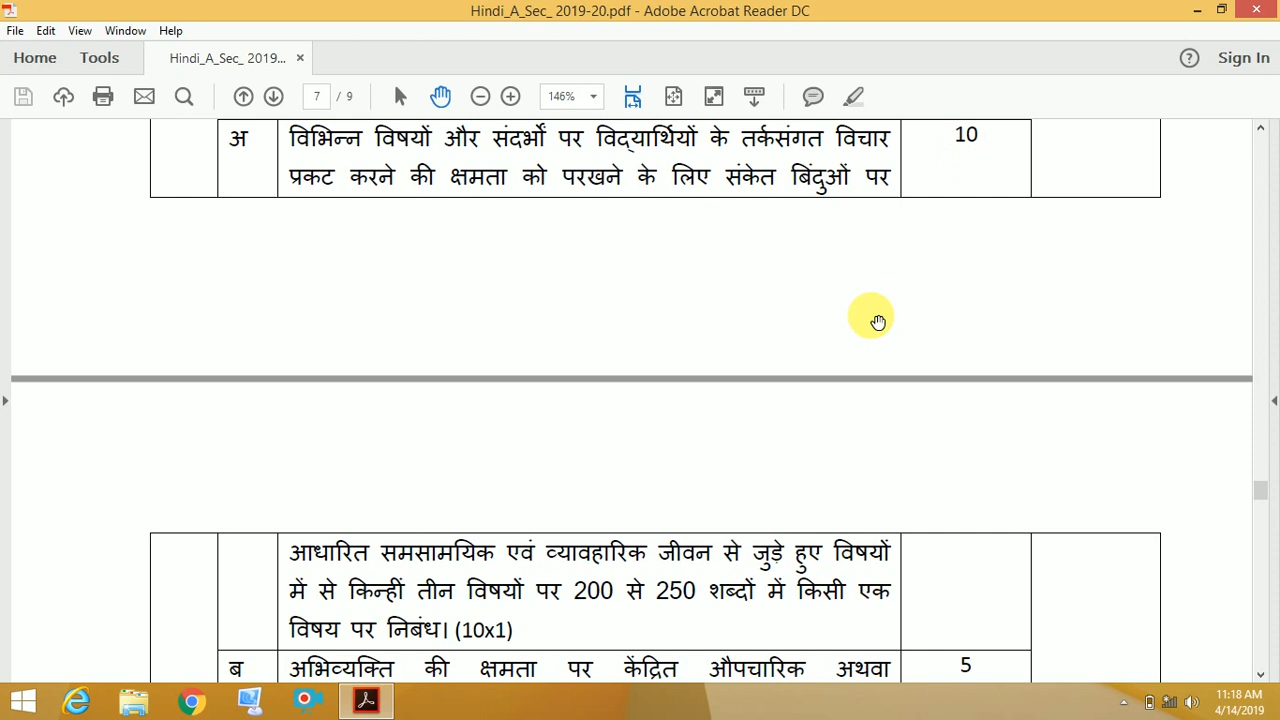 Hindi_A_Sec_ 2019-20.pdf - Adobe Acrobat Reader DC
File Edit View Window Help
Home Tools Hindi_A_Sec_ 2019... × Sign In
7 / 9 146%
अ विभिन्न विषयों और संदर्भों पर विद्यार्थियों के तर्कसंगत विचार 10
प्रकट करने की क्षमता को परखने के लिए संकेत बिंदुओं पर
आधारित समसामयिक एवं व्यावहारिक जीवन से जुड़े हुए विषयों
में से किन्हीं तीन विषयों पर 200 से 250 शब्दों में किसी एक
विषय पर निबंध। (10x1)
ब अभिव्यक्ति की क्षमता पर केंद्रित औपचारिक अथवा 5
11:18 AM
4/14/2019